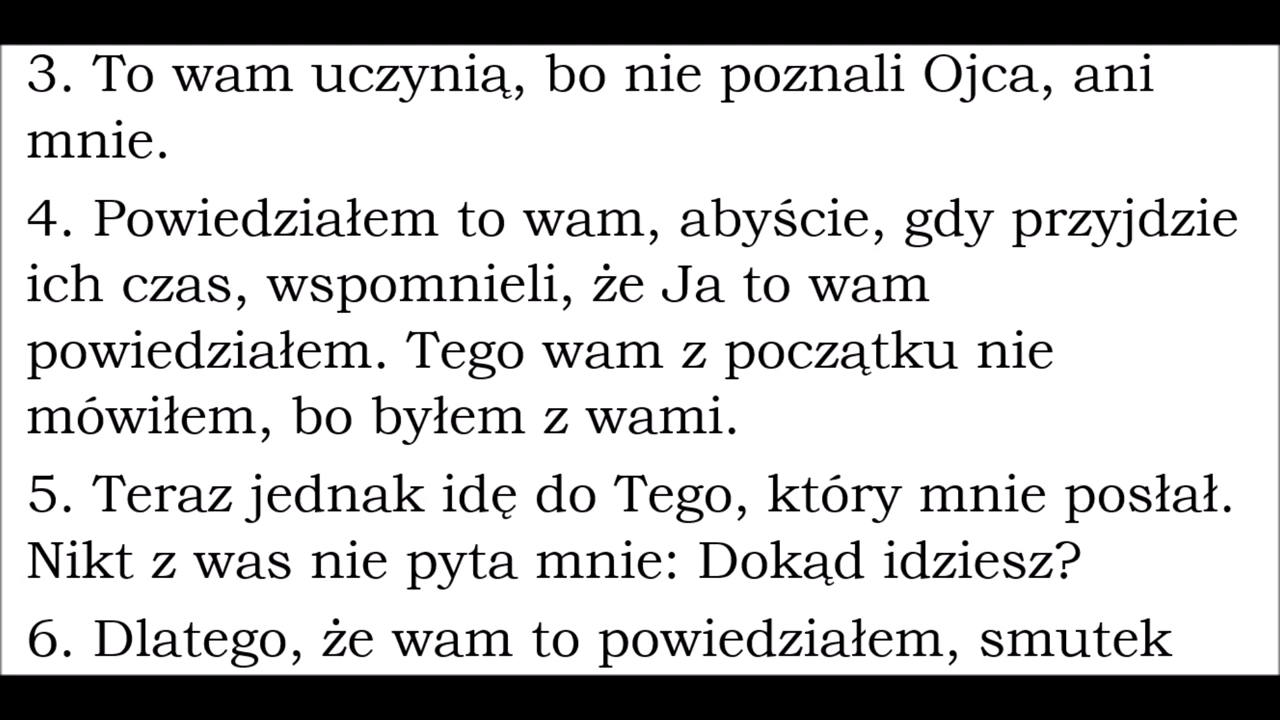 3. To wam uczynią, bo nie poznali Ojca, ani
mnie.
4. Powiedziałem to wam, abyście, gdy przyjdzie
ich czas, wspomnieli, że Ja to wam
powiedziałem. Tego wam z początku nie
mówiłem, bo byłem z wami.
5. Teraz jednak idę do Tego, który mnie posłał.
Nikt z was nie pyta mnie: Dokąd idziesz?
6. Dlatego, że wam to powiedziałem, smutek